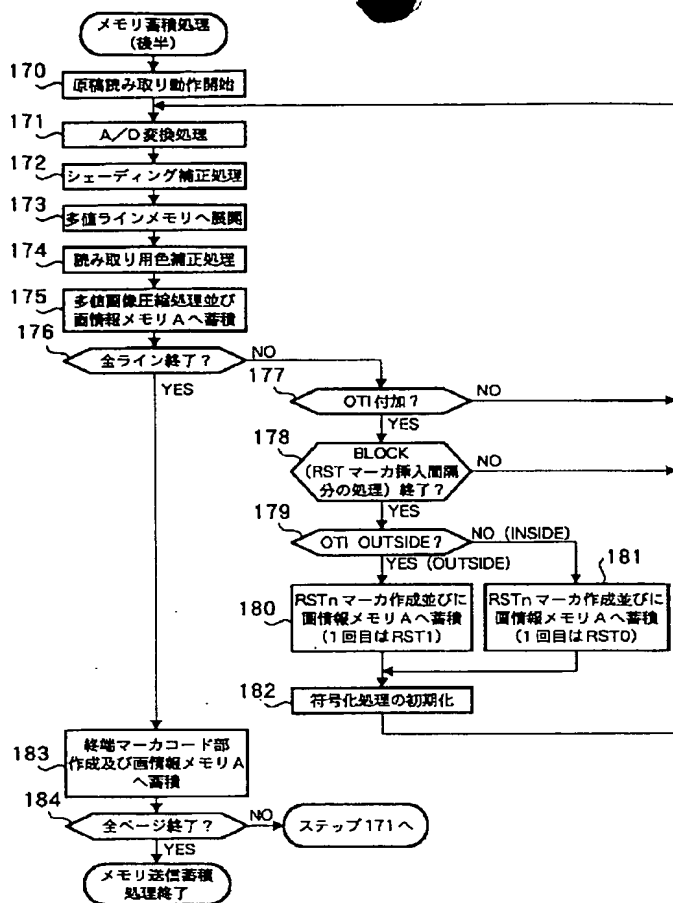 メモリ蓄積処理
(後半)
170
原稿読み取り動作開始
171
A/D変換処理
172
シェーディング補正処理
173
多値ラインメモリへ展開
174
読み取り用色補正処理
175
多値画像圧縮処理並び
画情報メモリAへ蓄積
176
全ライン終了?
NO
YES
177
OTI付加?
NO
YES
178
BLOCK
(RSTマーカ挿入間隔
分の処理)終了?
NO
YES
179
OTI OUTSIDE?
NO (INSIDE)
YES (OUTSIDE)
180
RSTnマーカ作成並びに
画情報メモリAへ蓄積
(1回目はRST1)
181
RSTnマーカ作成並びに
画情報メモリAへ蓄積
(1回目はRST0)
182
符号化処理の初期化
183
終端マーカコード部
作成及び画情報メモリA
へ蓄積
184
全ページ終了?
NO
ステップ171へ
YES
メモリ送信蓄積
処理終了